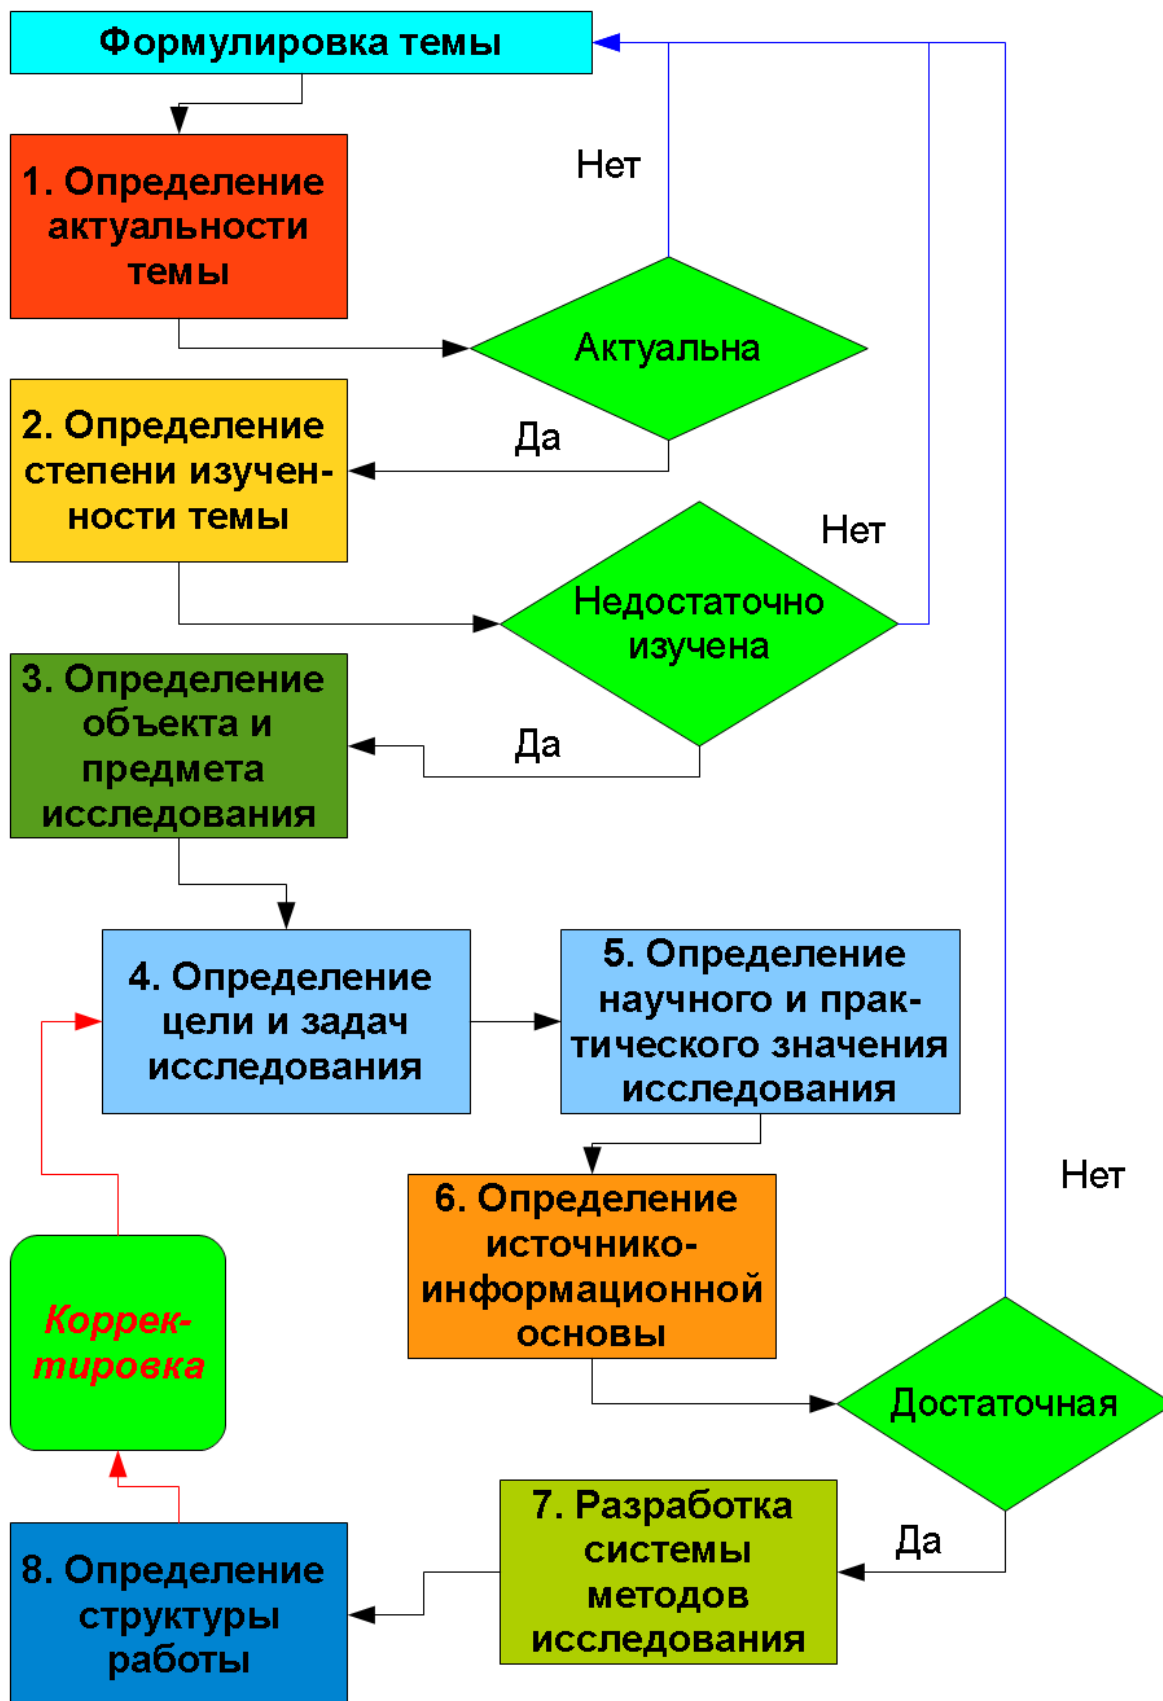 Формулировка темы
1. Определение
актуальности
темы
Нет
Актуальна
Да
2. Определение
степени изучен-
ности темы
Нет
Недостаточно
изучена
Да
3. Определение
объекта и
предмета
исследования
4. Определение
цели и задач
исследования
5. Определение
научного и прак-
тического значения
исследования
6. Определение
источнико-
информационной
основы
Нет
Достаточная
Да
7. Разработка
системы
методов
исследования
8. Определение
структуры
работы
Коррек-
тировка